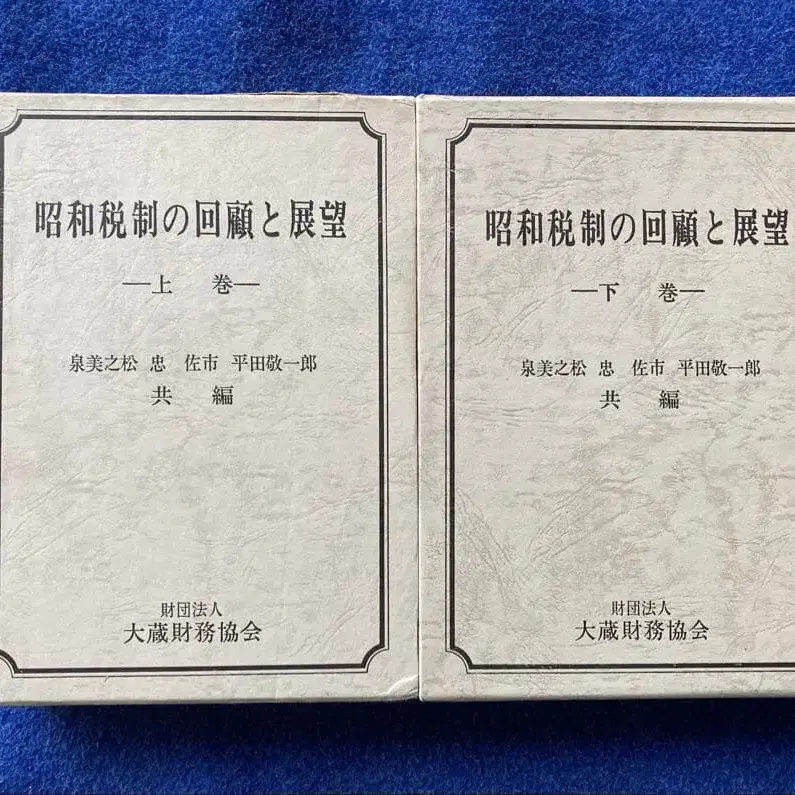 昭和税制の回顧と展望
―上 巻―
泉美之松 忠 佐市 平田敬一郎
共 編
財団法人
大蔵財務協会
昭和税制の回顧と展望
―下 巻―
泉美之松 忠 佐市 平田敬一郎
共 編
財団法人
大蔵財務協会